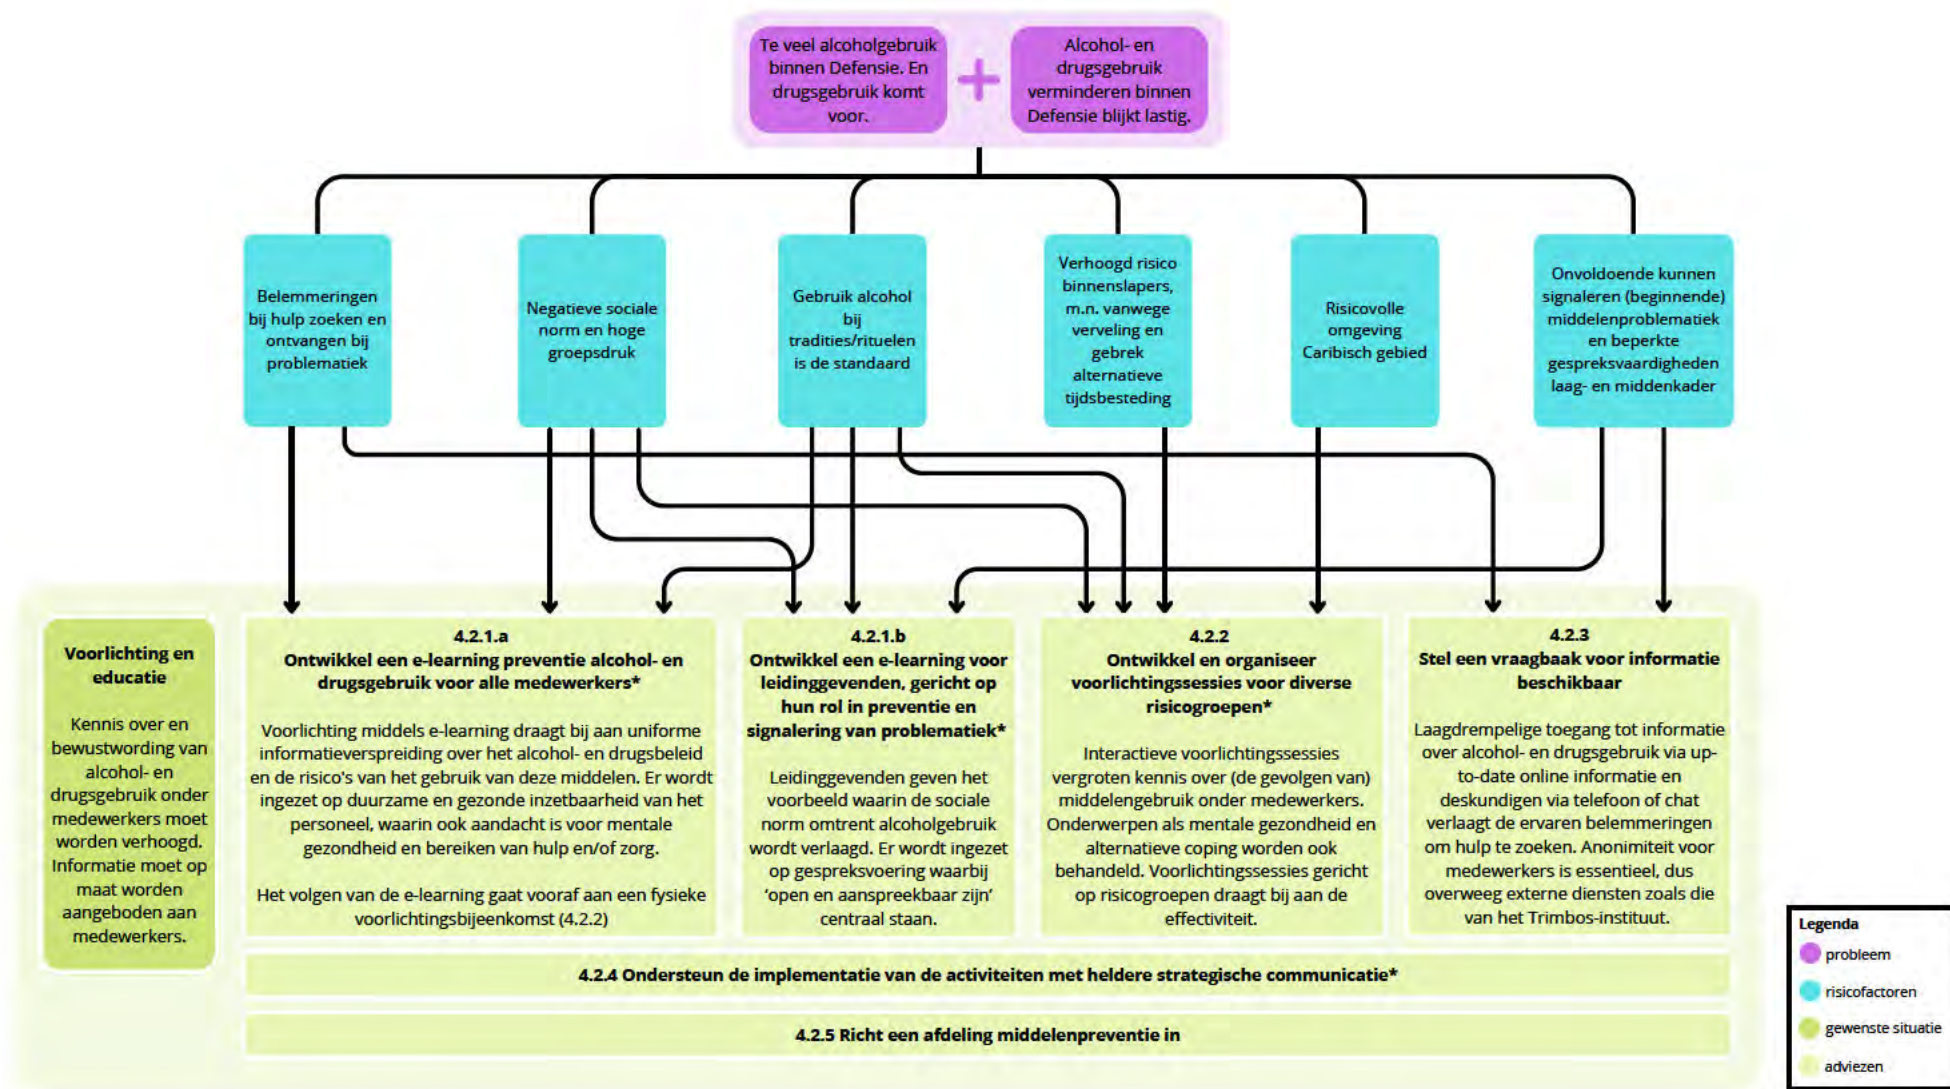 Te veel alcoholgebruik
binnen Defensie. En
drugsgebruik komt
voor.
Alcohol- en
drugsgebruik
verminderen binnen
Defensie blijkt lastig.
Belemmeringen
bij hulp zoeken en
ontvangen bij
problematiek
Negatieve sociale
norm en hoge
groepsdruk
Gebruik alcohol
bij
tradities/rituelen
is de standaard
Verhoogd risico
binnenslapers,
m.n. vanwege
verveling en
gebrek
alternatieve
tijdsbesteding
Risicovolle
omgeving
Caribisch gebied
Onvoldoende kunnen
signaleren (beginnende)
middelenproblematiek
en beperkte
gespreksvaardigheden
laag- en middenkader
Voorlichting en
educatie
Kennis over en
bewustwording van
alcohol- en
drugsgebruik onder
medewerkers moet
worden verhoogd.
Informatie moet op
maat worden
aangeboden aan
medewerkers.
4.2.1.a
Ontwikkel een e-learning preventie alcohol- en
drugsgebruik voor alle medewerkers*
Voorlichting middels e-learning draagt bij aan uniforme
informatieverspreiding over het alcohol- en drugsbeleid
en de risico's van het gebruik van deze middelen. Er wordt
ingezet op duurzame en gezonde inzetbaarheid van het
personeel, waarin ook aandacht is voor mentale
gezondheid en bereiken van hulp en/of zorg.
Het volgen van de e-learning gaat vooraf aan een fysieke
voorlichtingsbijeenkomst (4.2.2)
4.2.1.b
Ontwikkel een e-learning voor
leidinggevenden, gericht op
hun rol in preventie en
signalering van problematiek*
Leidinggevenden geven het
voorbeeld waarin de sociale
norm omtrent alcoholgebruik
wordt verlaagd. Er wordt ingezet
op gespreksvoering waarbij
‘open en aanspreekbaar zijn’
centraal staan.
4.2.2
Ontwikkel en organiseer
voorlichtingssessies voor diverse
risicogroepen*
Interactieve voorlichtingssessies
vergroten kennis over (de gevolgen van)
middelengebruik onder medewerkers.
Onderwerpen als mentale gezondheid en
alternatieve coping worden ook
behandeld. Voorlichtingssessies gericht
op risicogroepen draagt bij aan de
effectiviteit.
4.2.3
Stel een vraagbaak voor informatie
beschikbaar
Laagdrempelige toegang tot informatie
over alcohol- en drugsgebruik via up-
to-date online informatie en
deskundigen via telefoon of chat
verlaagt de ervaren belemmeringen
om hulp te zoeken. Anonimiteit voor
medewerkers is essentieel, dus
overweeg externe diensten zoals die
van het Trimbos-instituut.
4.2.4 Ondersteun de implementatie van de activiteiten met heldere strategische communicatie*
4.2.5 Richt een afdeling middelenpreventie in
Legenda
probleem
risicofactoren
gewenste situatie
adviezen